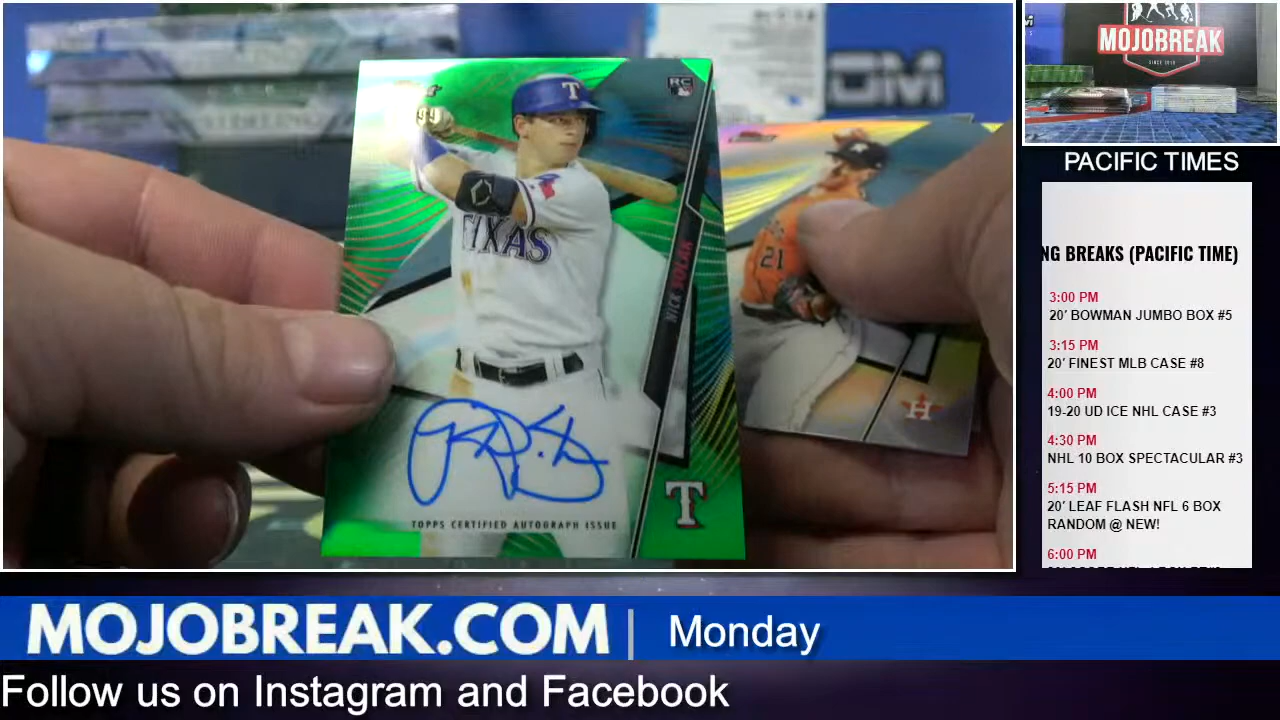 RC
T
TEXAS
NICK SOLAK
21
H
T
TOPPS CERTIFIED AUTOGRAPH ISSUE
OM
MOJOBREAK
PACIFIC TIMES
NG BREAKS (PACIFIC TIME)
3:00 PM
20' BOWMAN JUMBO BOX #5
3:15 PM
20' FINEST MLB CASE #8
4:00 PM
19-20 UD ICE NHL CASE #3
4:30 PM
NHL 10 BOX SPECTACULAR #3
5:15 PM
20' LEAF FLASH NFL 6 BOX
RANDOM @ NEW!
6:00 PM
MOJOBREAK.COM | Monday
Follow us on Instagram and Facebook